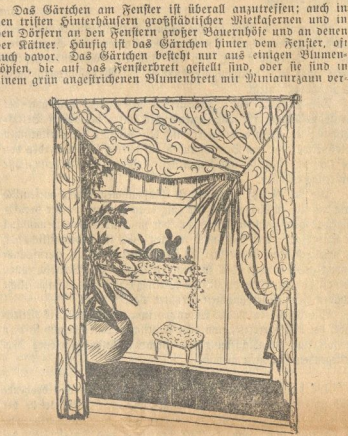 Das Gärtchen am Fenster ist überall anzutreffen; auch in
en tristen Hinterhäusern großstädtischer Mietkasernen und in
en Dörfern an den Fenstern großer Bauernhöfe und an denen
er Kätner. Häufig ist das Gärtchen hinter dem Fenster, oft
uch davor. Das Gärtchen besteht nur aus einigen Blumen-
öpfen, die auf das Fensterbrett gestellt sind, oder sie sind in
inem grün angestrichenen Blumenbrett mit Miniaturzaun ver-